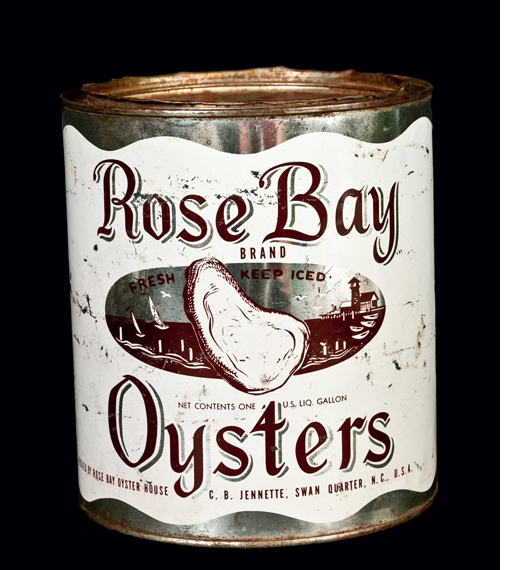 Rose Bay
BRAND
FRESH KEEP ICED
NET CONTENTS ONE U.S. LIQ. GALLON
Oysters
BY ROSE BAY OYSTER HOUSE C. B. JENNETTE, SWAN QUARTER, N.C., U.S.A.